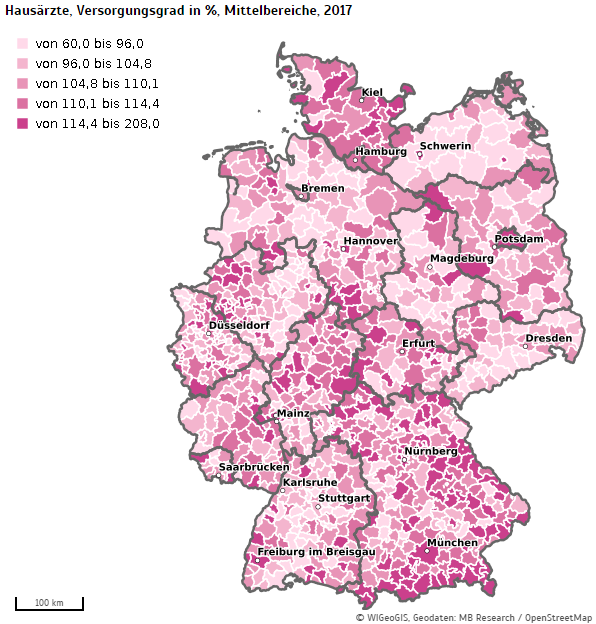 Hausärzte, Versorgungsgrad in %, Mittelbereiche, 2017
von 60,0 bis 96,0
von 96,0 bis 104,8
von 104,8 bis 110,1
von 110,1 bis 114,4
von 114,4 bis 208,0
Kiel
Schwerin
Hamburg
Bremen
Hannover
Potsdam
Magdeburg
Düsseldorf
Dresden
Erfurt
Mainz
Nürnberg
Saarbrücken
Karlsruhe
Stuttgart
München
Freiburg im Breisgau
100 km
© WIGeoGIS, Geodaten: MB Research / OpenStreetMap